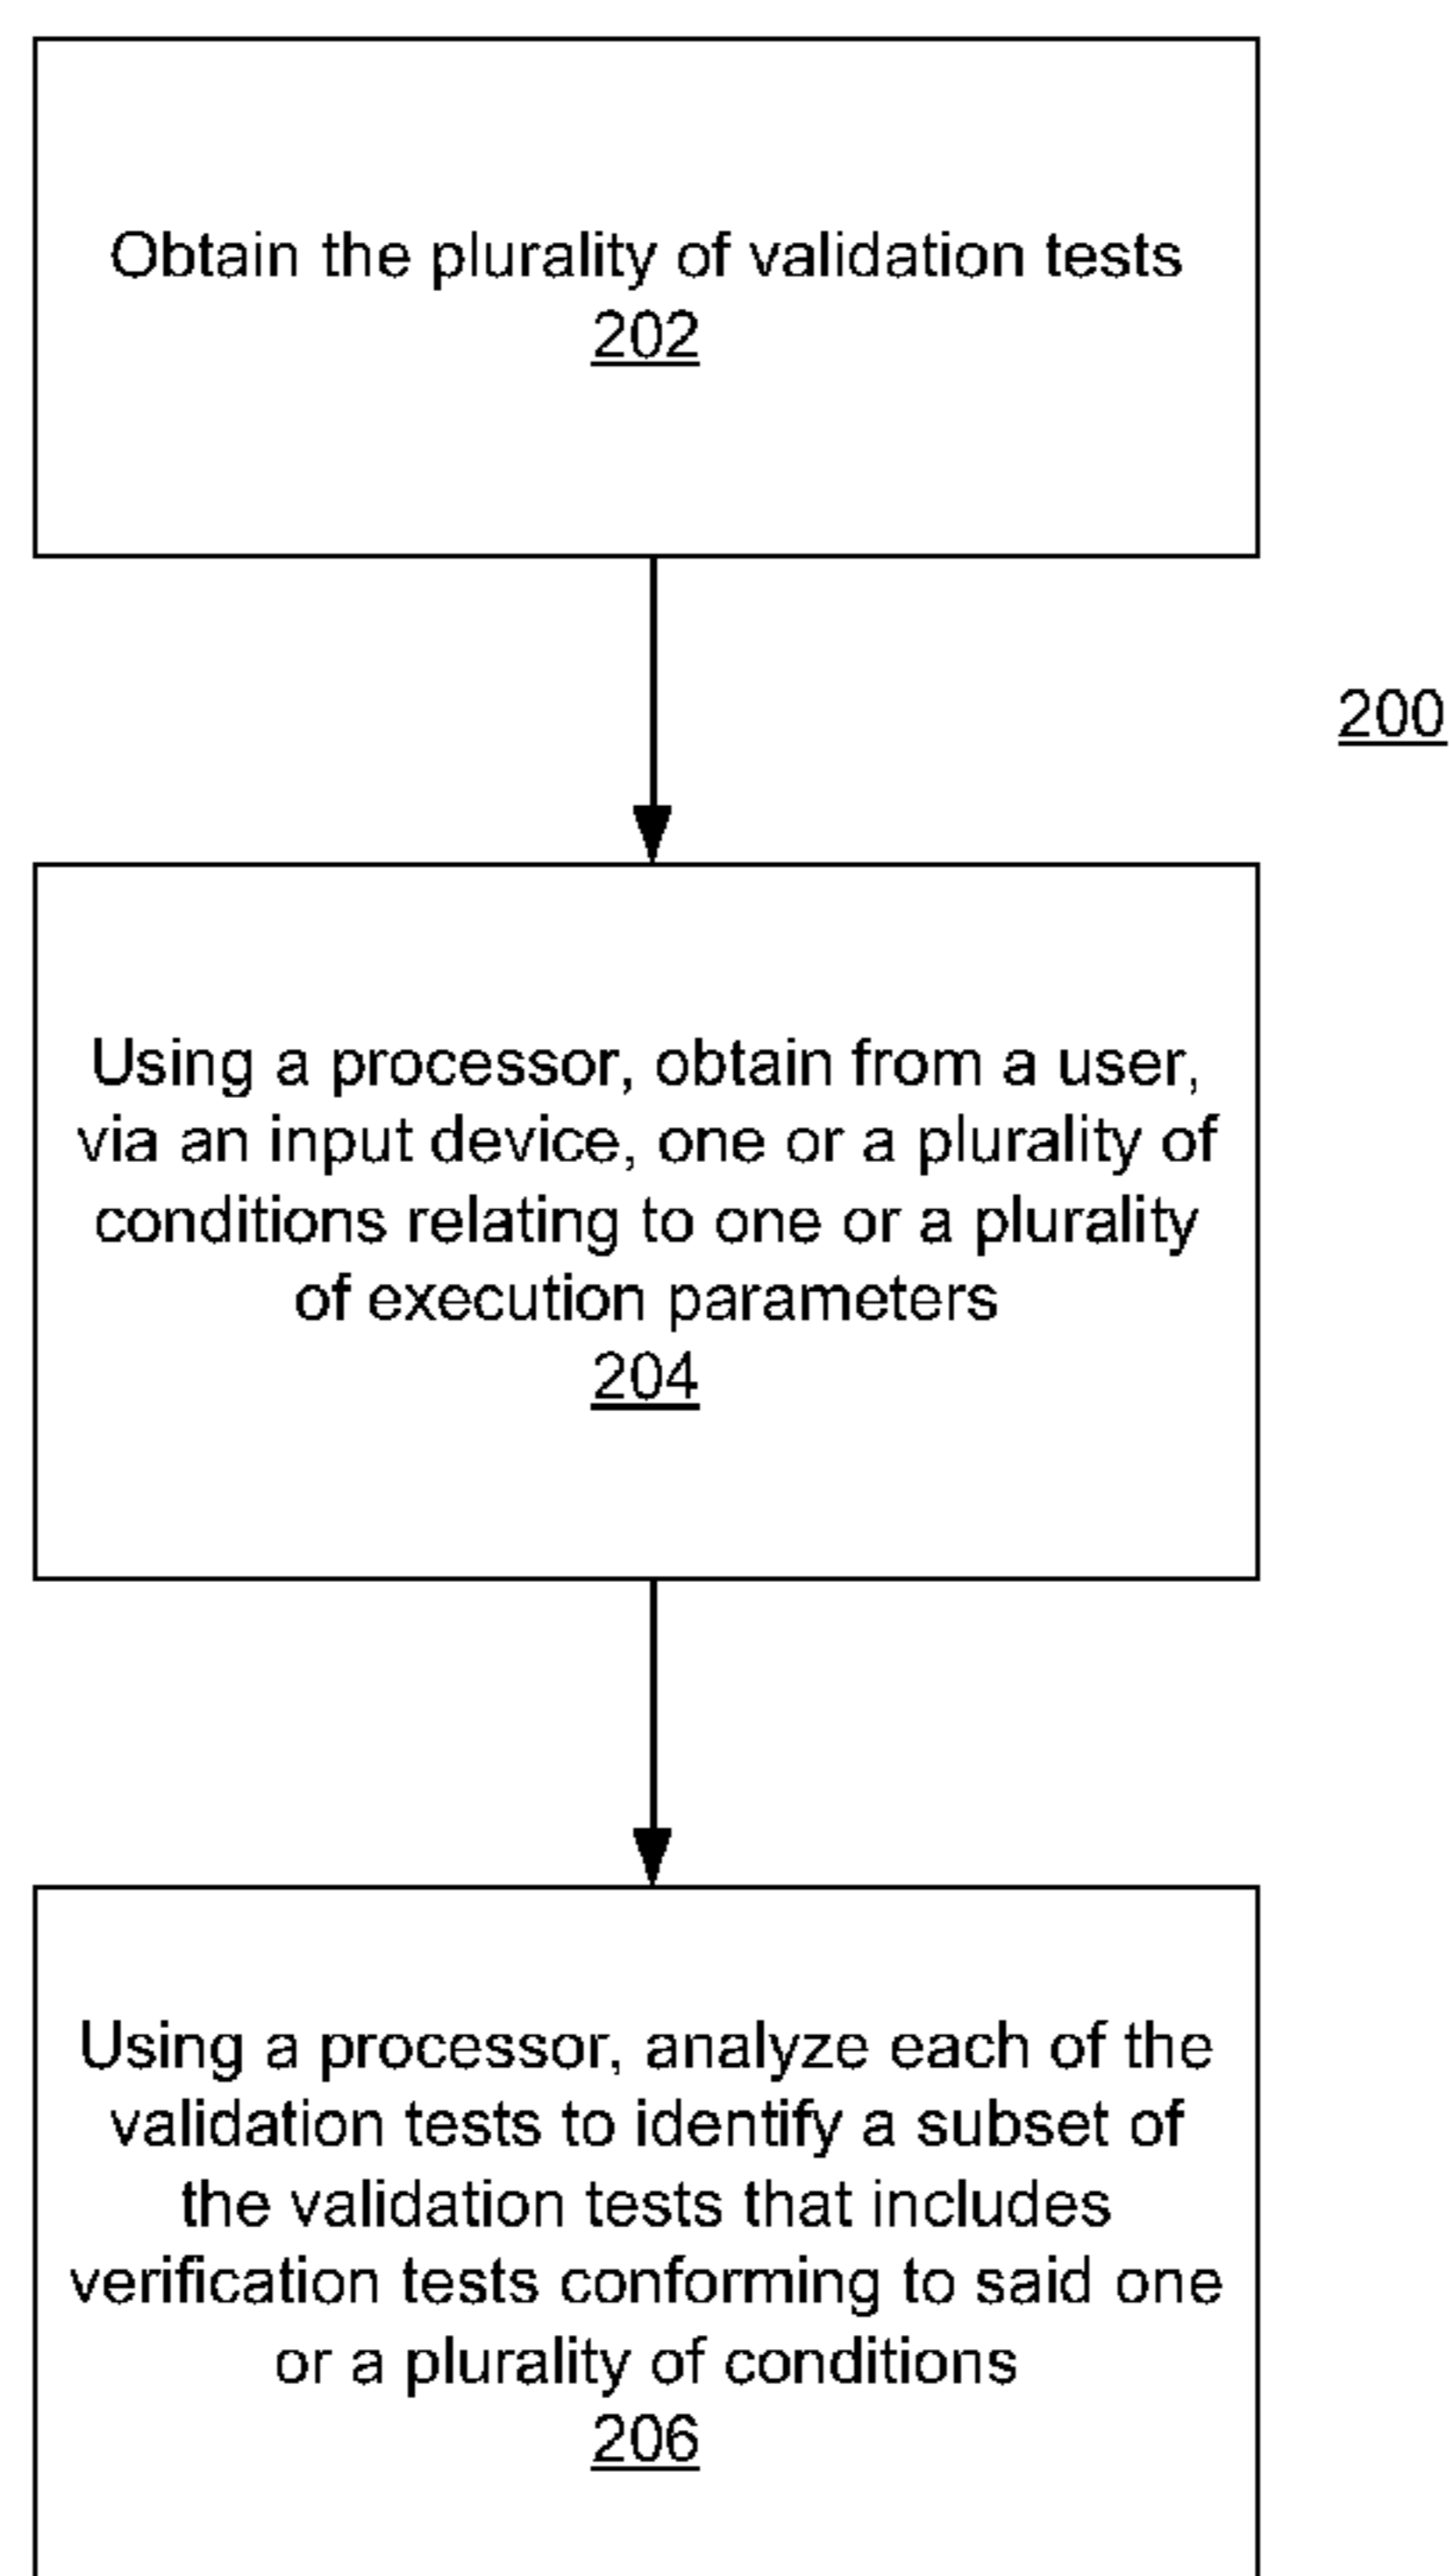 Obtain the plurality of validation tests
202
200
Using a processor, obtain from a user,
via an input device, one or a plurality of
conditions relating to one or a plurality
of execution parameters
204
Using a processor, analyze each of the
validation tests to identify a subset of
the validation tests that includes
verification tests conforming to said one
or a plurality of conditions
206